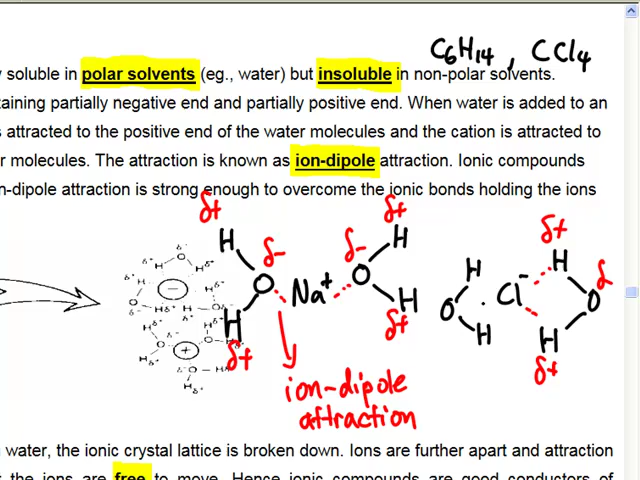 C6H14 , CCl4
y soluble in polar solvents (eg., water) but insoluble in non-polar solvents.
taining partially negative end and partially positive end. When water is added to an
s attracted to the positive end of the water molecules and the cation is attracted to
r molecules. The attraction is known as ion-dipole attraction. Ionic compounds
n-dipole attraction is strong enough to overcome the ionic bonds holding the ions
δ+ δ+
H δ- δ- H δ+
O Na+ O H Cl- H δ
H H O O
δ+ δ+ H H
δ+
ion-dipole
attraction
n water, the ionic crystal lattice is broken down. Ions are further apart and attraction
t the ions are free to move. Hence ionic compounds are good conductors of